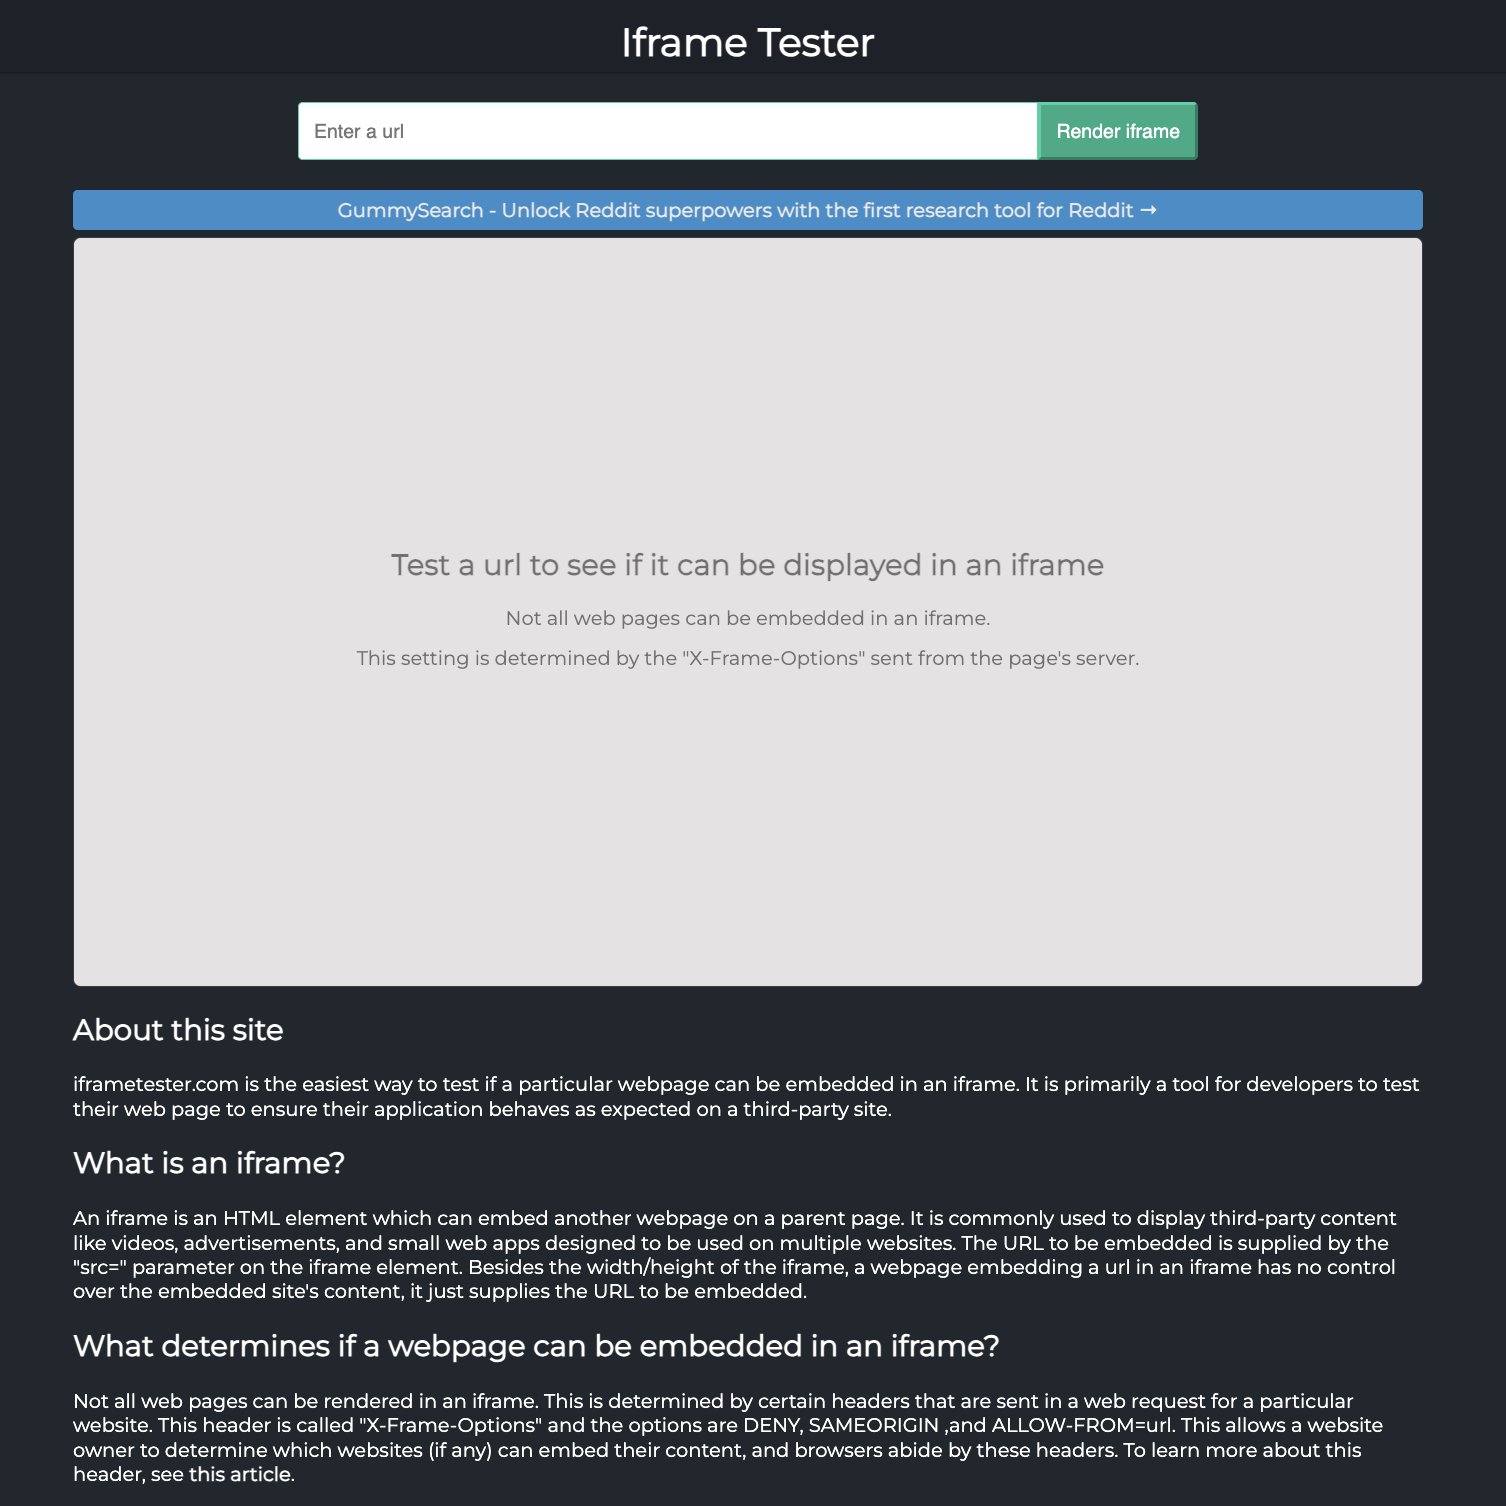 Iframe Tester
Enter a url
Render iframe
GummySearch - Unlock Reddit superpowers with the first research tool for Reddit →
Test a url to see if it can be displayed in an iframe
Not all web pages can be embedded in an iframe.
This setting is determined by the "X-Frame-Options" sent from the page's server.
About this site
iframetester.com is the easiest way to test if a particular webpage can be embedded in an iframe. It is primarily a tool for developers to test
their web page to ensure their application behaves as expected on a third-party site.
What is an iframe?
An iframe is an HTML element which can embed another webpage on a parent page. It is commonly used to display third-party content
like videos, advertisements, and small web apps designed to be used on multiple websites. The URL to be embedded is supplied by the
"src=" parameter on the iframe element. Besides the width/height of the iframe, a webpage embedding a url in an iframe has no control
over the embedded site's content, it just supplies the URL to be embedded.
What determines if a webpage can be embedded in an iframe?
Not all web pages can be rendered in an iframe. This is determined by certain headers that are sent in a web request for a particular
website. This header is called "X-Frame-Options" and the options are DENY, SAMEORIGIN ,and ALLOW-FROM=url. This allows a website
owner to determine which websites (if any) can embed their content, and browsers abide by these headers. To learn more about this
header, see this article.